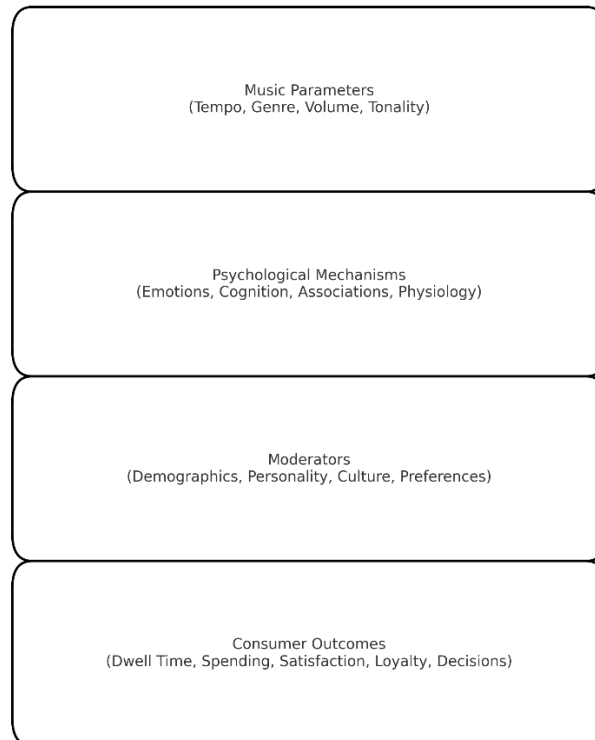 Music Parameters
(Tempo, Genre, Volume, Tonality)
Psychological Mechanisms
(Emotions, Cognition, Associations, Physiology)
Moderators
(Demographics, Personality, Culture, Preferences)
Consumer Outcomes
(Dwell Time, Spending, Satisfaction, Loyalty, Decisions)